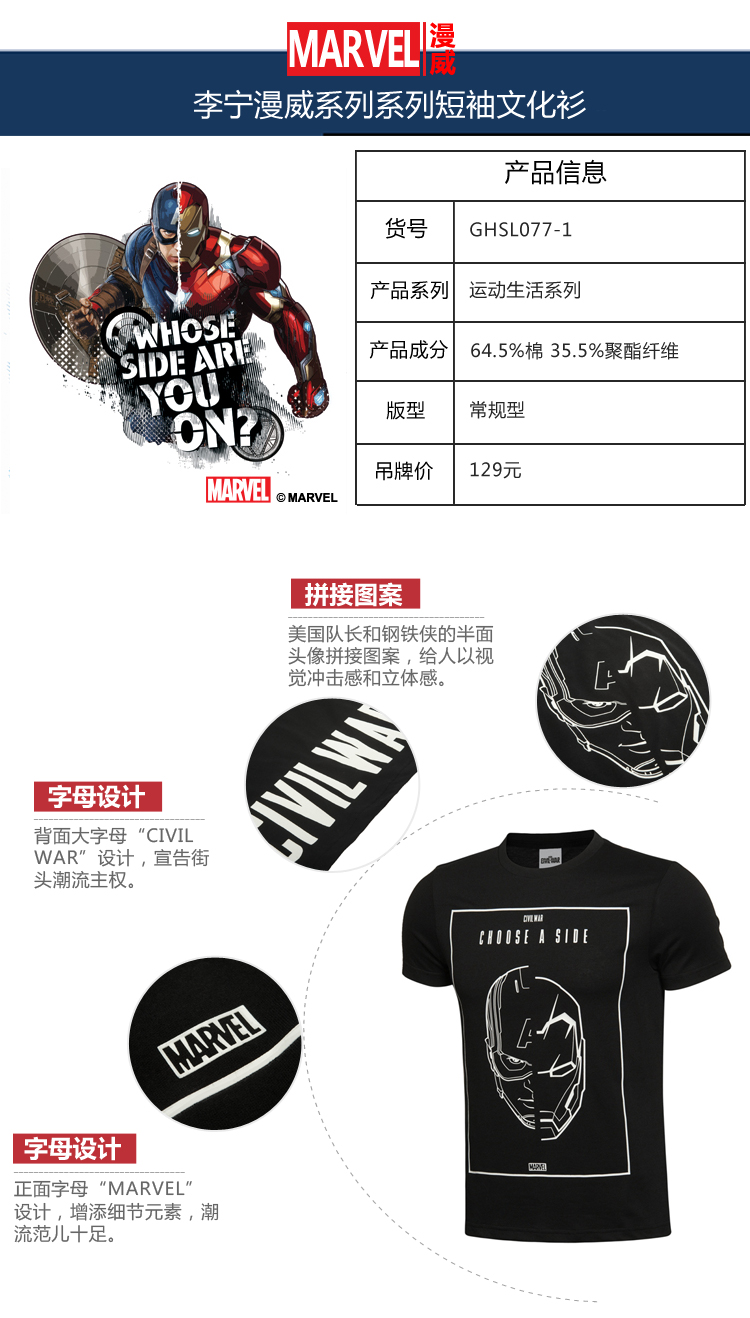 MARVEL 漫威
李宁漫威系列系列短袖文化衫
WHOSE
SIDE ARE
YOU
ON?
MARVEL © MARVEL
产品信息
货号 GHSL077-1
产品系列 运动生活系列
产品成分 64.5%棉 35.5%聚酯纤维
版型 常规型
吊牌价 129元
拼接图案
美国队长和钢铁侠的半面
头像拼接图案，给人以视
觉冲击感和立体感。
A
CIVIL WAR
字母设计
背面大字母“CIVIL
WAR”设计，宣告街
头潮流主权。
CIVIL WAR
CIVIL WAR
CHOOSE A SIDE
A
MARVEL
MARVEL
字母设计
正面字母“MARVEL”
设计，增添细节元素，潮
流范儿十足。